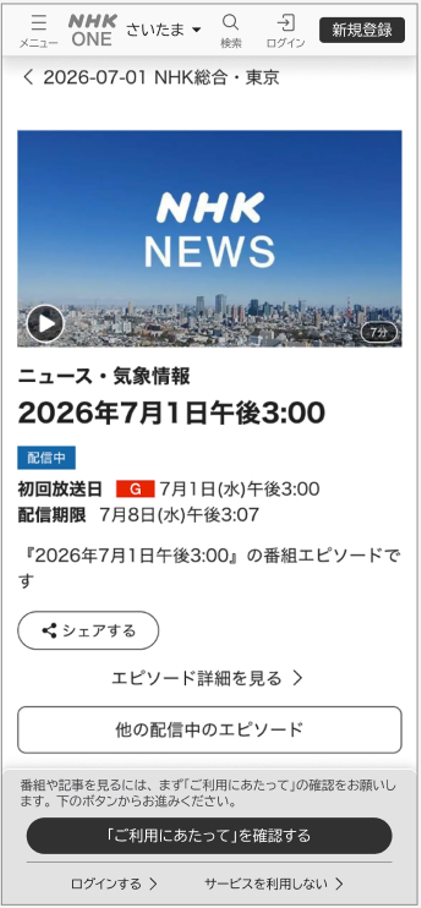 メニュー
NHK ONE
さいたま
検索
ログイン
新規登録
2026-07-01 NHK総合・東京
NHK
NEWS
7分
ニュース・気象情報
2026年7月1日午後3:00
配信中
初回放送日 G 7月1日(水)午後3:00
配信期限 7月8日(水)午後3:07
『2026年7月1日午後3:00』の番組エピソードで
す
シェアする
エピソード詳細を見る
他の配信中のエピソード
番組や記事を見るには、まず「ご利用にあたって」の確認をお願いし
ます。下のボタンからお進みください。
「ご利用にあたって」を確認する
ログインする
サービスを利用しない